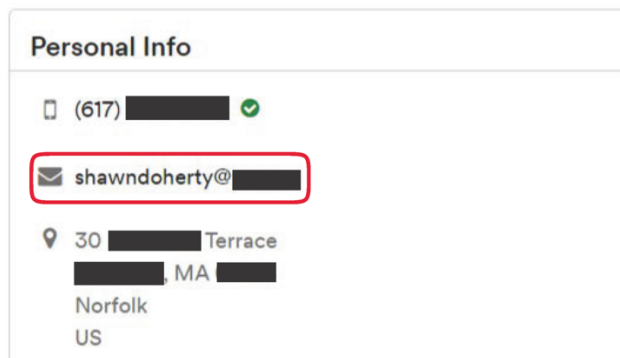 Personal Info
(617)
shawndoherty@
30 Terrace
, MA
Norfolk
US